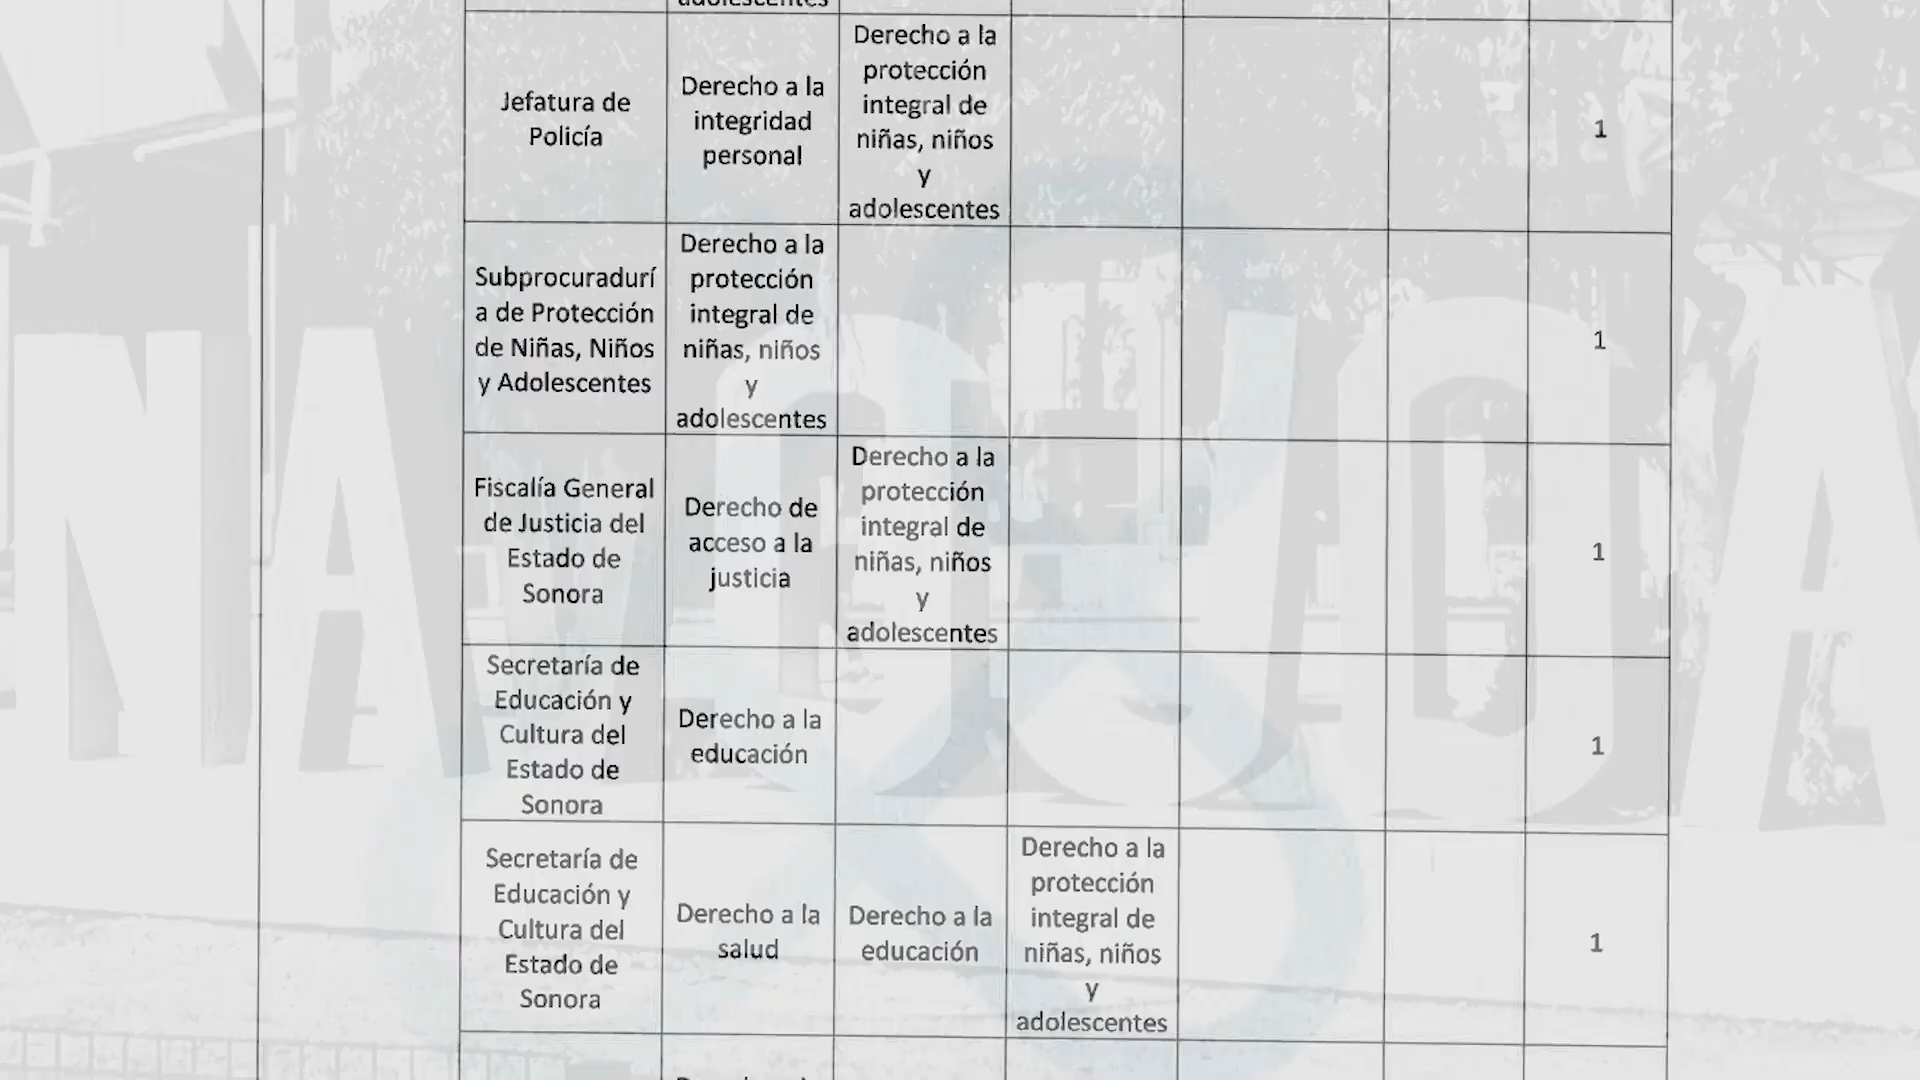 adolescentes
Jefatura de
Policía
Derecho a la
integridad
personal
Derecho a la
protección
integral de
niñas, niños
y
adolescentes
1
Subprocuradurí
a de Protección
de Niñas, Niños
y Adolescentes
Derecho a la
protección
integral de
niñas, niños
y
adolescentes
1
Fiscalía General
de Justicia del
Estado de
Sonora
Derecho de
acceso a la
justicia
Derecho a la
protección
integral de
niñas, niños
y
adolescentes
1
Secretaría de
Educación y
Cultura del
Estado de
Sonora
Derecho a la
educación
1
Secretaría de
Educación y
Cultura del
Estado de
Sonora
Derecho a la
salud
Derecho a la
educación
Derecho a la
protección
integral de
niñas, niños
y
adolescentes
1
NAVOJOA